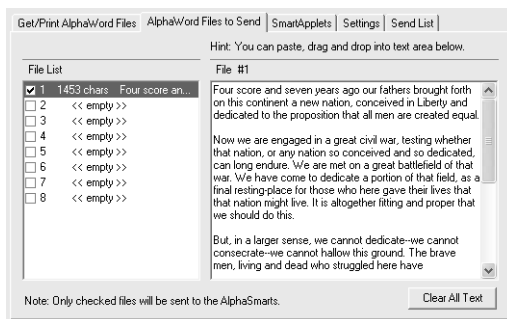 Get/Print AlphaWord Files
AlphaWord Files to Send
SmartApplets
Settings
Send List
Hint: You can paste, drag and drop into text area below.
File List
File #1
1 1453 chars Four score an...
2 << empty >>
3 << empty >>
4 << empty >>
5 << empty >>
6 << empty >>
7 << empty >>
8 << empty >>
Four score and seven years ago our fathers brought forth
on this continent a new nation, conceived in Liberty and
dedicated to the proposition that all men are created equal.
Now we are engaged in a great civil war, testing whether
that nation, or any nation so conceived and so dedicated,
can long endure. We are met on a great battlefield of that
war. We have come to dedicate a portion of that field, as a
final resting-place for those who here gave their lives that
that nation might live. It is altogether fitting and proper that
we should do this.
But, in a larger sense, we cannot dedicate--we cannot
consecrate--we cannot hallow this ground. The brave
men, living and dead who struggled here have
Note: Only checked files will be sent to the AlphaSmarts.
Clear All Text